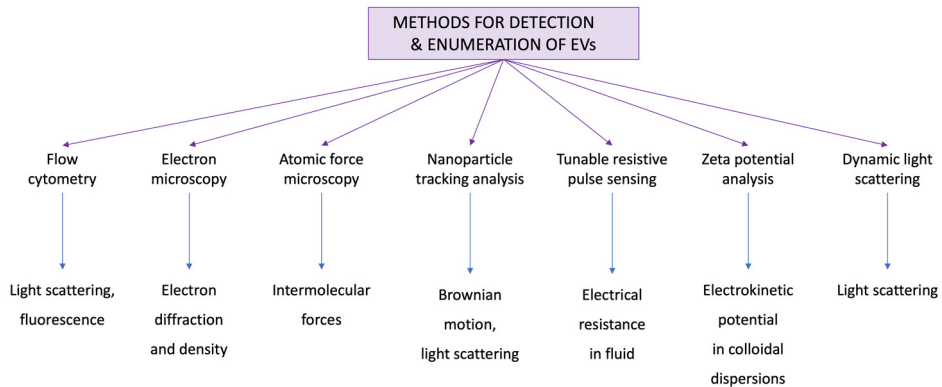 METHODS FOR DETECTION
& ENUMERATION OF EVs
Flow
cytometry
Electron
microscopy
Atomic force
microscopy
Nanoparticle
tracking analysis
Tunable resistive
pulse sensing
Zeta potential
analysis
Dynamic light
scattering
Light scattering,
fluorescence
Electron
diffraction
and density
Intermolecular
forces
Brownian
motion,
light scattering
Electrical
resistance
in fluid
Electrokinetic
potential
in colloidal
dispersions
Light scattering